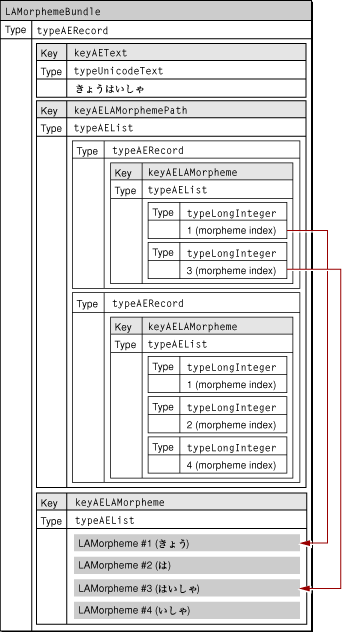 LAMorphemeBundle
Type typeAERecord
Key keyAEText
Type typeUnicodeText
きょうはいしゃ
Key keyAELAMorphemePath
Type typeAEList
Type typeAERecord
Key keyAELAMorpheme
Type typeAEList
Type typeLongInteger
1 (morpheme index)
Type typeLongInteger
3 (morpheme index)
Type typeAERecord
Key keyAELAMorpheme
Type typeAEList
Type typeLongInteger
1 (morpheme index)
Type typeLongInteger
2 (morpheme index)
Type typeLongInteger
4 (morpheme index)
Key keyAELAMorpheme
Type typeAEList
LAMorpheme #1 (きょう)
LAMorpheme #2 (は)
LAMorpheme #3 (はいしゃ)
LAMorpheme #4 (いしゃ)